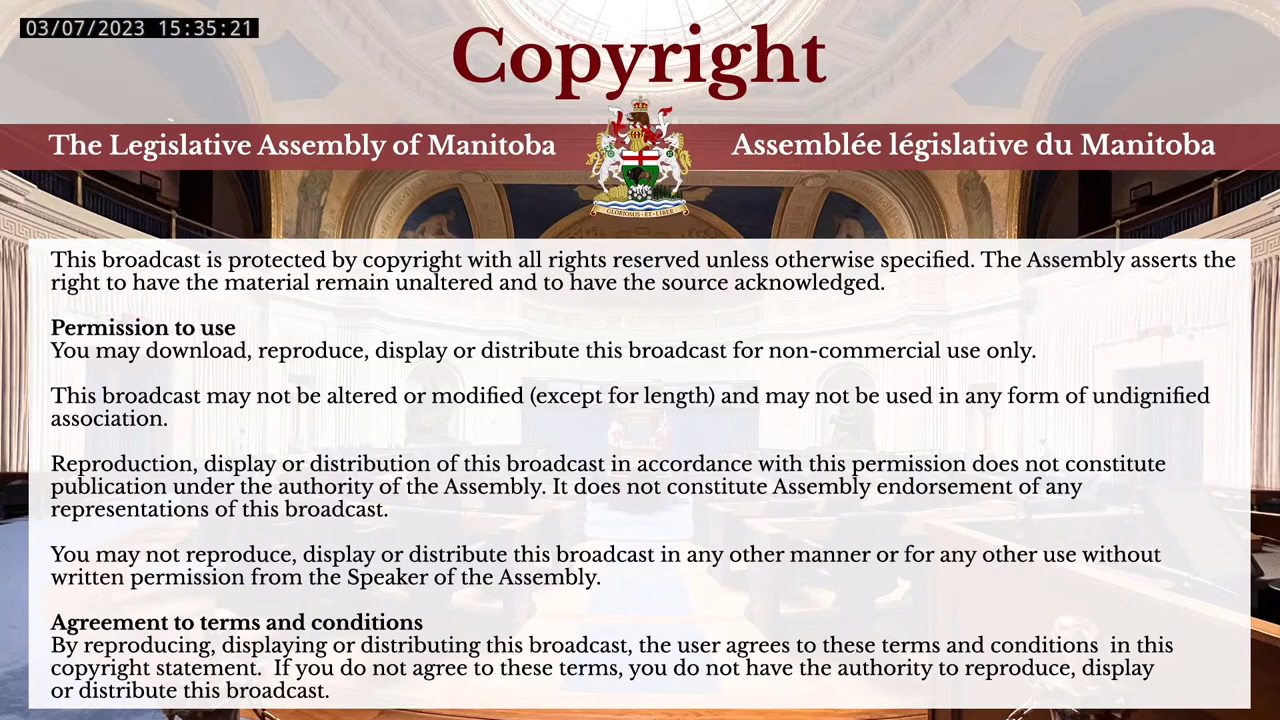 03/07/2023 15:35:21
Copyright
The Legislative Assembly of Manitoba
Assemblée législative du Manitoba
GLORIOSUS · ET · LIBER
This broadcast is protected by copyright with all rights reserved unless otherwise specified. The Assembly asserts the
right to have the material remain unaltered and to have the source acknowledged.
Permission to use
You may download, reproduce, display or distribute this broadcast for non-commercial use only.
This broadcast may not be altered or modified (except for length) and may not be used in any form of undignified
association.
Reproduction, display or distribution of this broadcast in accordance with this permission does not constitute
publication under the authority of the Assembly. It does not constitute Assembly endorsement of any
representations of this broadcast.
You may not reproduce, display or distribute this broadcast in any other manner or for any other use without
written permission from the Speaker of the Assembly.
Agreement to terms and conditions
By reproducing, displaying or distributing this broadcast, the user agrees to these terms and conditions  in this
copyright statement.  If you do not agree to these terms, you do not have the authority to reproduce, display
or distribute this broadcast.